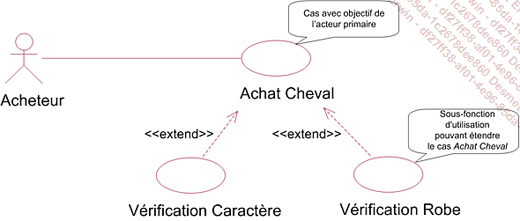 Cas avec objectif de
l'acteur primaire
Acheteur
Achat Cheval
<<extend>>
<<extend>>
Sous-fonction
d'utilisation
pouvant étendre
le cas Achat Cheval
Vérification Caractère
Vérification Robe